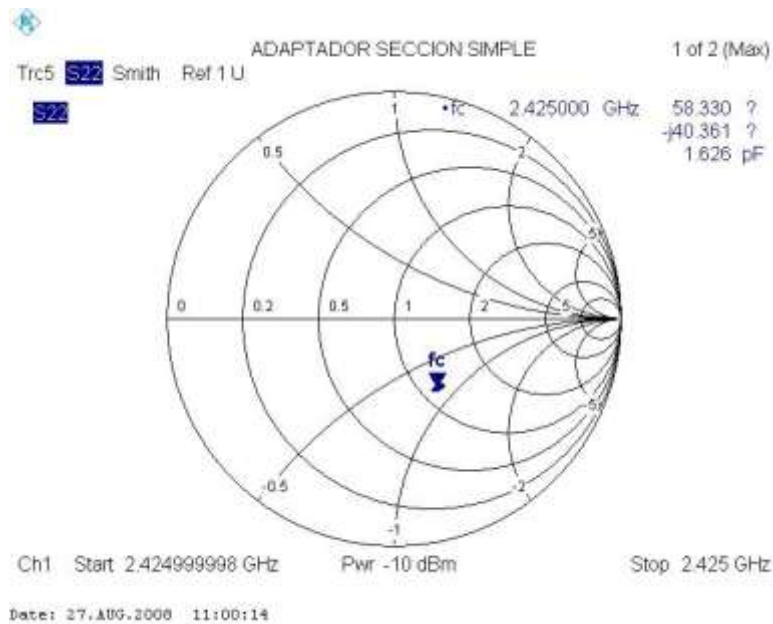 ADAPTADOR SECCION SIMPLE 1 of 2 (Max)
Trc5 S22 Smith Ref 1 U
S22
•fc 2.425000 GHz 58.330 ?
-j40.361 ?
1.626 pF
1
0.5
2
5
0 0.2 0.5 1 2 5
fc
-5
-0.5
-2
-1
Ch1 Start 2.424999998 GHz Pwr -10 dBm Stop 2.425 GHz
Date: 27.AUG.2008 11:00:14